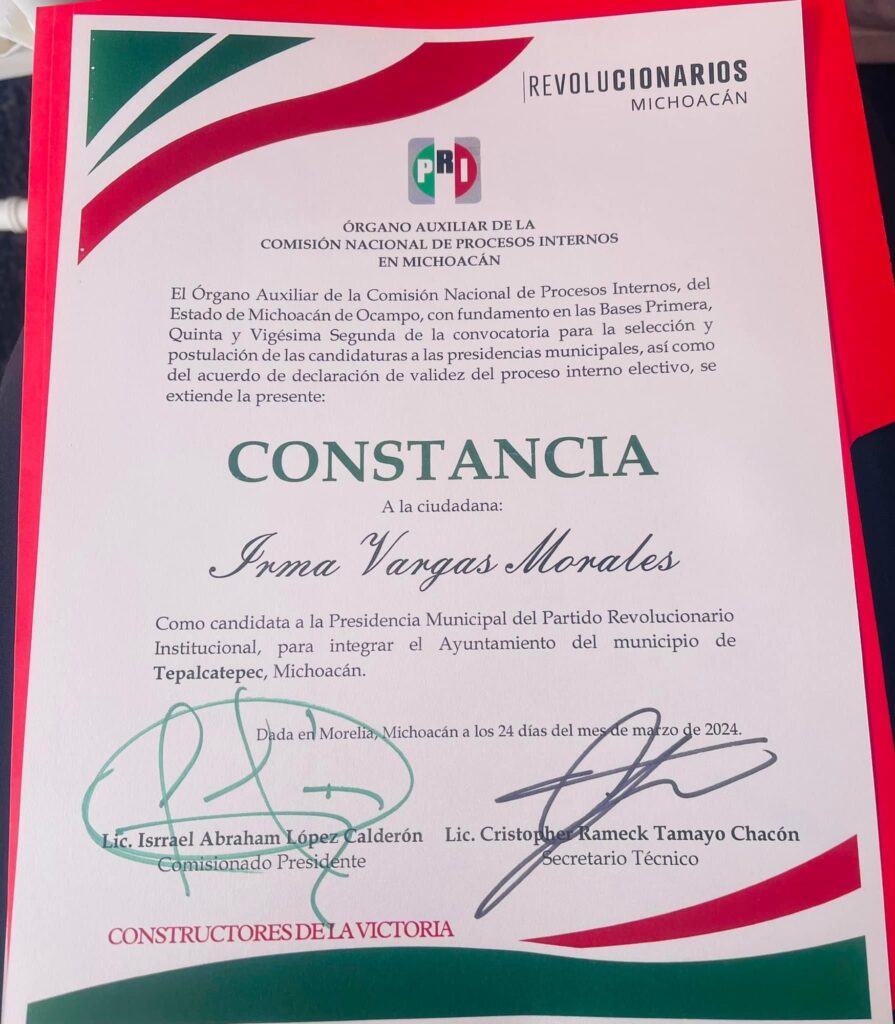 REVOLUCIONARIOS
MICHOACÁN
PRI
ÓRGANO AUXILIAR DE LA
COMISIÓN NACIONAL DE PROCESOS INTERNOS
EN MICHOACÁN
El Órgano Auxiliar de la Comisión Nacional de Procesos Internos, del
Estado de Michoacán de Ocampo, con fundamento en las Bases Primera,
Quinta y Vigésima Segunda de la convocatoria para la selección y
postulación de las candidaturas a las presidencias municipales, así como
del acuerdo de declaración de validez del proceso interno electivo, se
extiende la presente:
CONSTANCIA
A la ciudadana:
Irma Vargas Morales
Como candidata a la Presidencia Municipal del Partido Revolucionario
Institucional, para integrar el Ayuntamiento del municipio de
Tepalcatepec, Michoacán.
Dada en Morelia, Michoacán a los 24 días del mes de marzo de 2024.
Lic. Isrrael Abraham López Calderón Lic. Cristopher Rameck Tamayo Chacón
Comisionado Presidente Secretario Técnico
CONSTRUCTORES DE LA VICTORIA